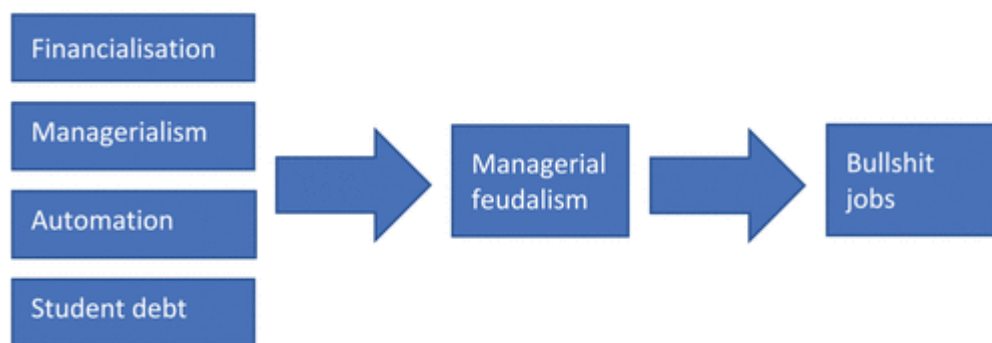 Financialisation
Managerialism
Automation
Student debt
Managerial
feudalism
Bullshit
jobs